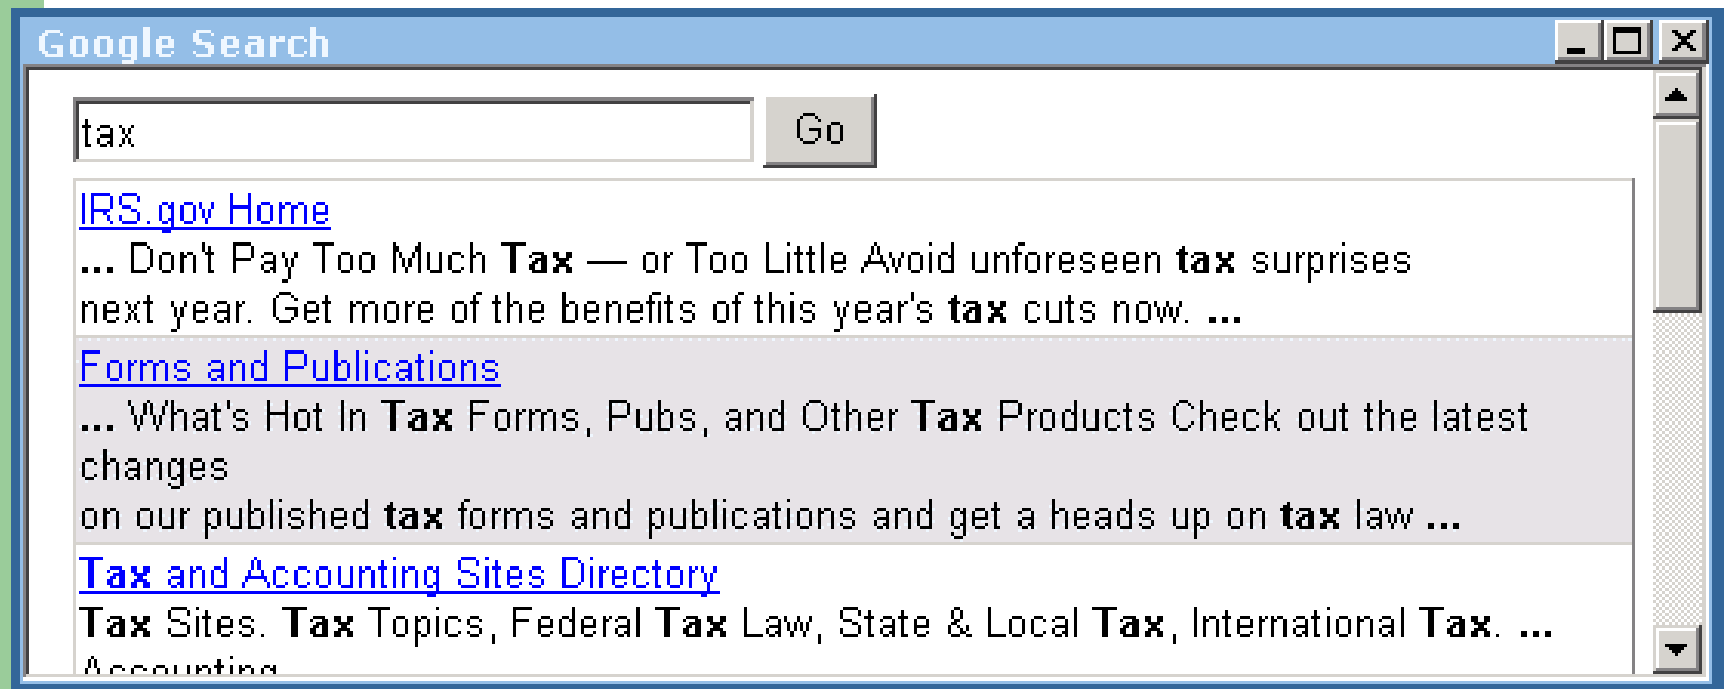 Google Search
tax
Go
IRS.gov Home
... Don't Pay Too Much Tax — or Too Little Avoid unforeseen tax surprises
next year. Get more of the benefits of this year's tax cuts now. ...
Forms and Publications
... What's Hot In Tax Forms, Pubs, and Other Tax Products Check out the latest
changes
on our published tax forms and publications and get a heads up on tax law ...
Tax and Accounting Sites Directory
Tax Sites. Tax Topics, Federal Tax Law, State & Local Tax, International Tax. ...
Accounting